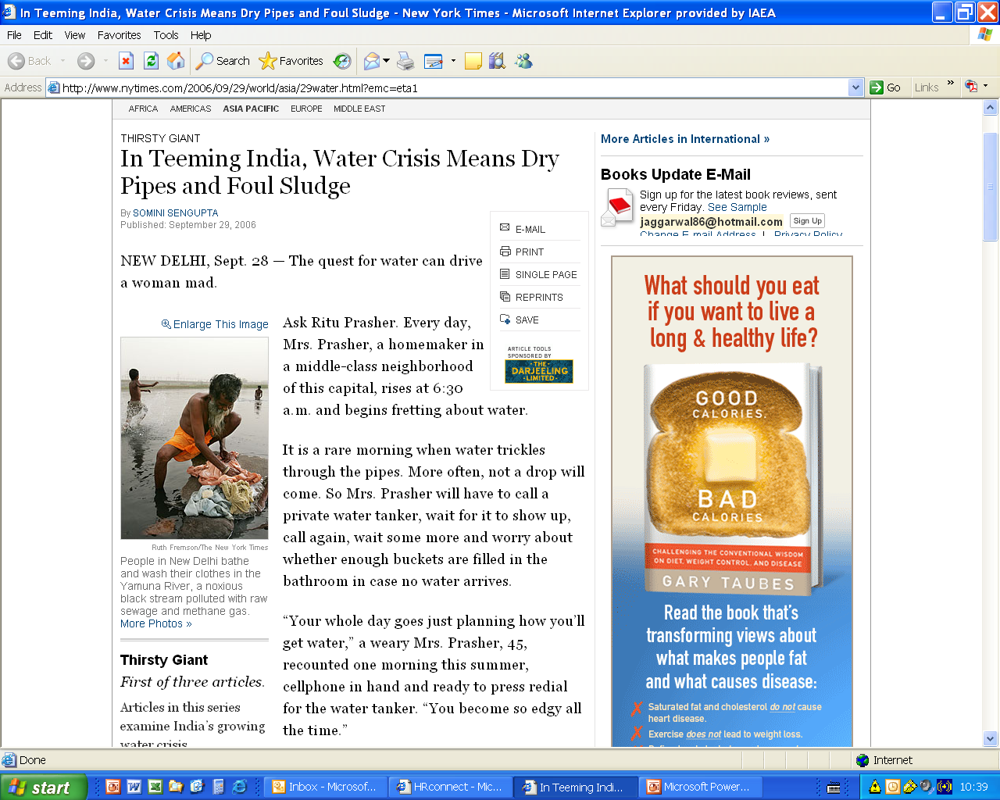 In Teeming India, Water Crisis Means Dry Pipes and Foul Sludge - New York Times - Microsoft Internet Explorer provided by IAEA
File Edit View Favorites Tools Help
Back Search Favorites
Address http://www.nytimes.com/2006/09/29/world/asia/29water.html?emc=eta1 Go Links »
AFRICA AMERICAS ASIA PACIFIC EUROPE MIDDLE EAST
THIRSTY GIANT
In Teeming India, Water Crisis Means Dry
Pipes and Foul Sludge
By SOMINI SENGUPTA
Published: September 29, 2006
E-MAIL
PRINT
SINGLE PAGE
REPRINTS
SAVE
ARTICLE TOOLS
SPONSORED BY
THE
DARJEELING
LIMITED
NEW DELHI, Sept. 28 — The quest for water can drive
a woman mad.
Enlarge This Image
Ruth Fremson/The New York Times
People in New Delhi bathe
and wash their clothes in the
Yamuna River, a noxious
black stream polluted with raw
sewage and methane gas.
More Photos »
Thirsty Giant
First of three articles.
Articles in this series
examine India's growing
water crisis.
Ask Ritu Prasher. Every day,
Mrs. Prasher, a homemaker in
a middle-class neighborhood
of this capital, rises at 6:30
a.m. and begins fretting about water.
It is a rare morning when water trickles
through the pipes. More often, not a drop will
come. So Mrs. Prasher will have to call a
private water tanker, wait for it to show up,
call again, wait some more and worry about
whether enough buckets are filled in the
bathroom in case no water arrives.
“Your whole day goes just planning how you’ll
get water,” a weary Mrs. Prasher, 45,
recounted one morning this summer,
cellphone in hand and ready to press redial
for the water tanker. “You become so edgy all
the time.”
More Articles in International »
Books Update E-Mail
Sign up for the latest book reviews, sent
every Friday. See Sample
jaggarwal86@hotmail.com Sign Up
Change E-mail Address | Privacy Policy
What should you eat
if you want to live a
long & healthy life?
GOOD
CALORIES,
BAD
CALORIES
CHALLENGING THE CONVENTIONAL WISDOM
ON DIET, WEIGHT CONTROL, AND DISEASE
GARY TAUBES
Read the book that's
transforming views about
what makes people fat
and what causes disease:
Saturated fat and cholesterol do not cause
heart disease.
Exercise does not lead to weight loss.
Done Internet
start Inbox - Microsof... HRconnect - Mic... In Teeming Indi... Microsoft Power... 10:39